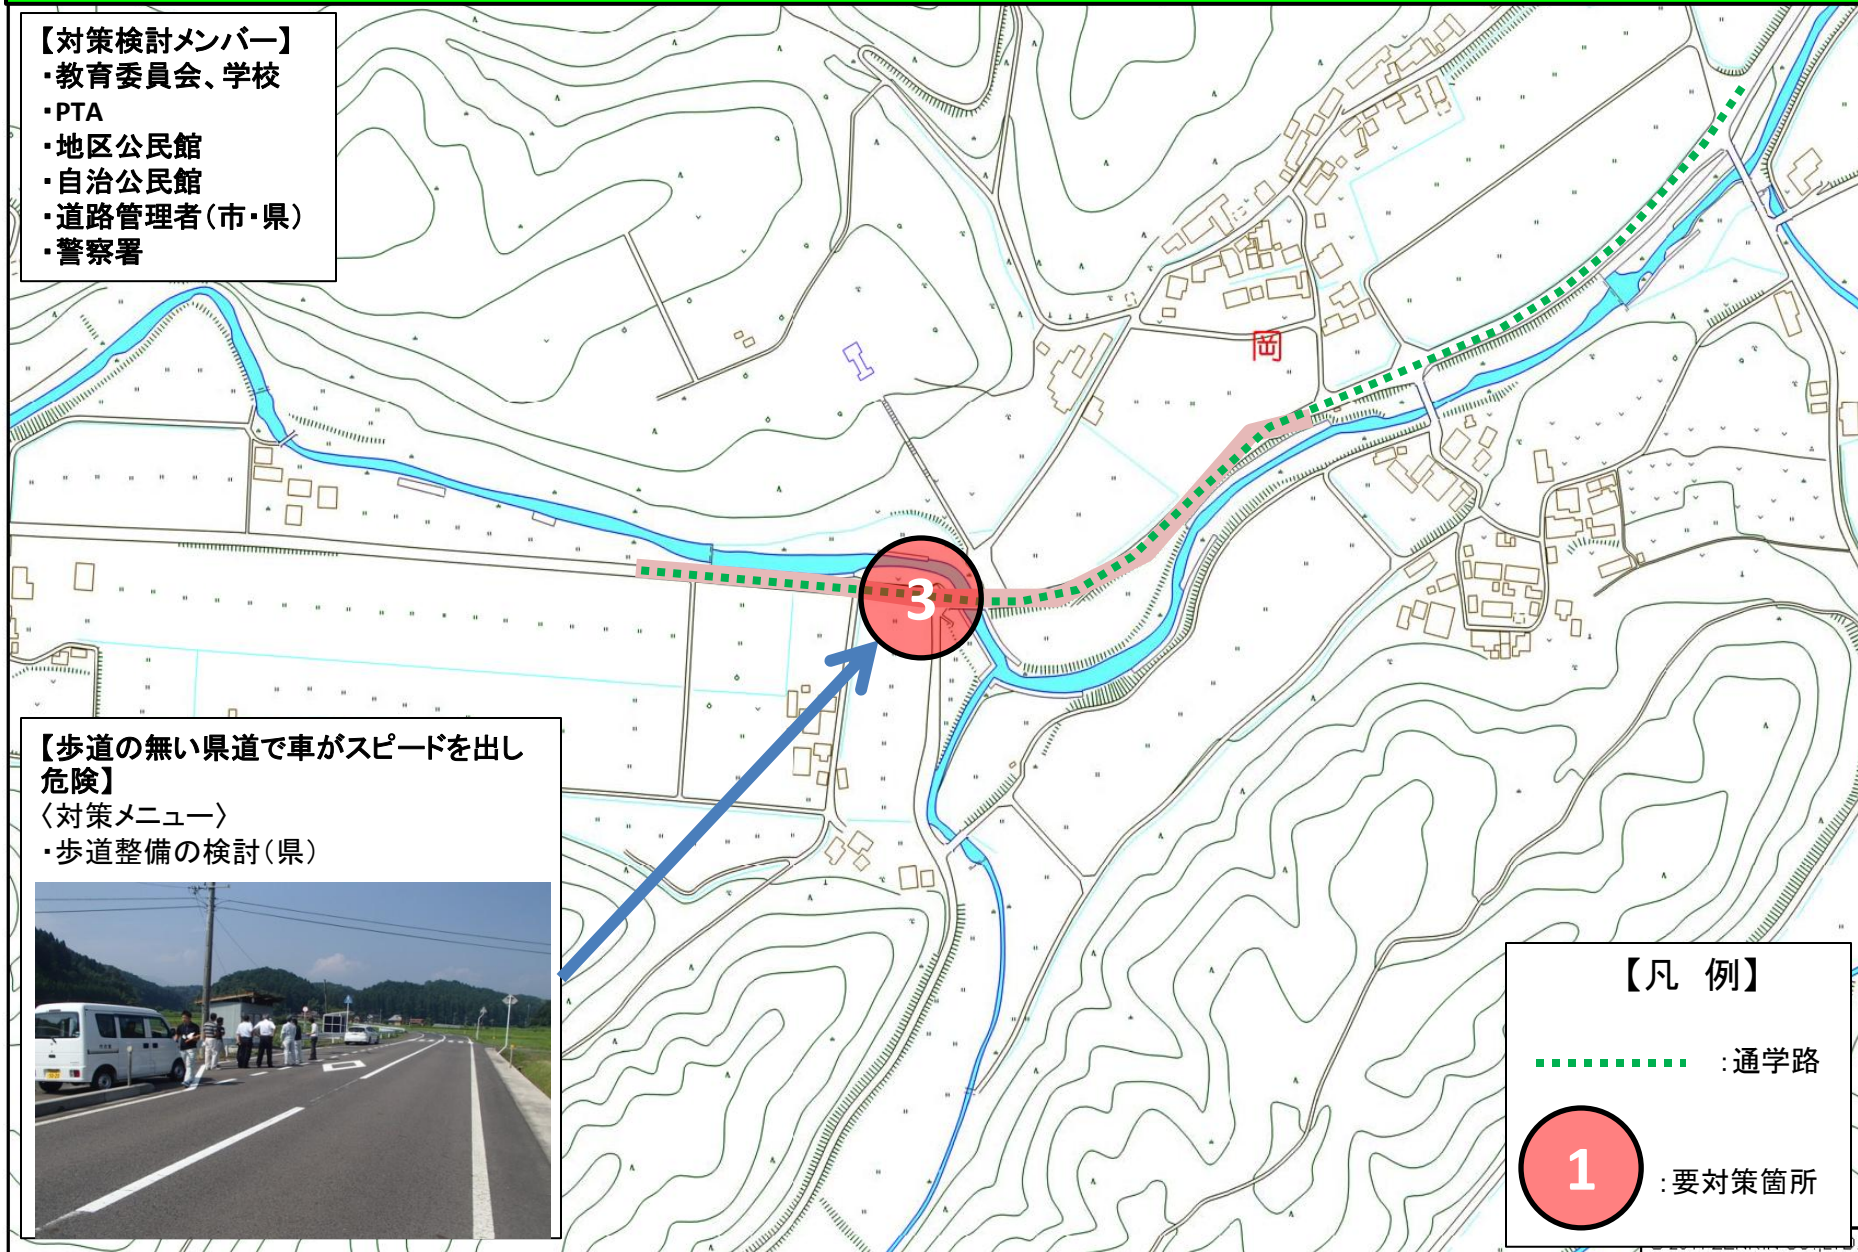 【対策検討メンバー】
・教育委員会、学校
・PTA
・地区公民館
・自治公民館
・道路管理者(市・県)
・警察署
岡
3
【歩道の無い県道で車がスピードを出し
危険】
〈対策メニュー〉
・歩道整備の検討(県)
【凡 例】
:通学路
1
:要対策箇所